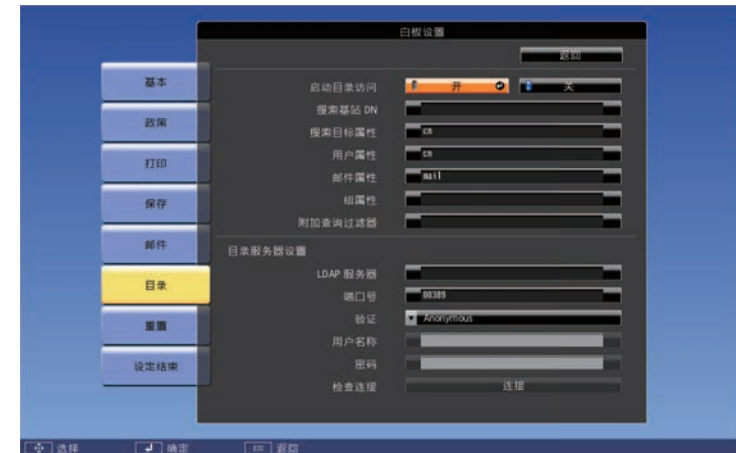 白板设置
返回
基本
政策
打印
保存
邮件
目录
重置
设定结束
启动目录访问 开 关
搜索基站 DN
搜索目标属性 cn
用户属性 cn
邮件属性 mail
组属性
附加查询过滤器
目录服务器设置
LDAP 服务器
端口号 00389
验证 Anonymous
用户名称
密码
检查连接 连接
选择 确定 Esc 返回